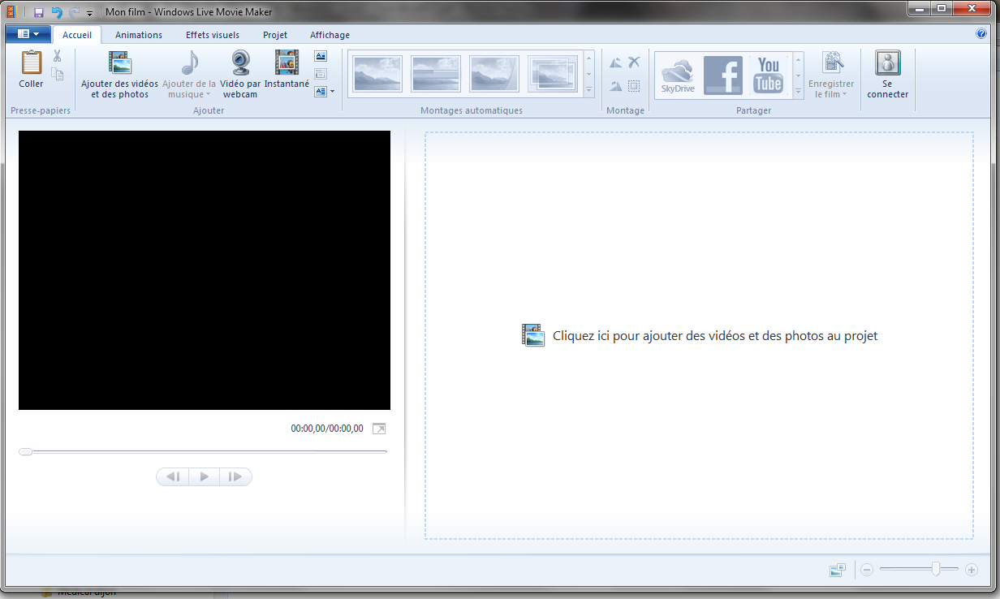 Mon film - Windows Live Movie Maker
Accueil
Animations
Effets visuels
Projet
Affichage
Coller
Ajouter des vidéos
et des photos
Ajouter de la
musique
Vidéo par
webcam
Instantané
SkyDrive
f
You
Tube
Enregistrer
le film
Se
connecter
Presse-papiers
Ajouter
Montages automatiques
Montage
Partager
Cliquez ici pour ajouter des vidéos et des photos au projet
00:00,00/00:00,00
Medical dijon